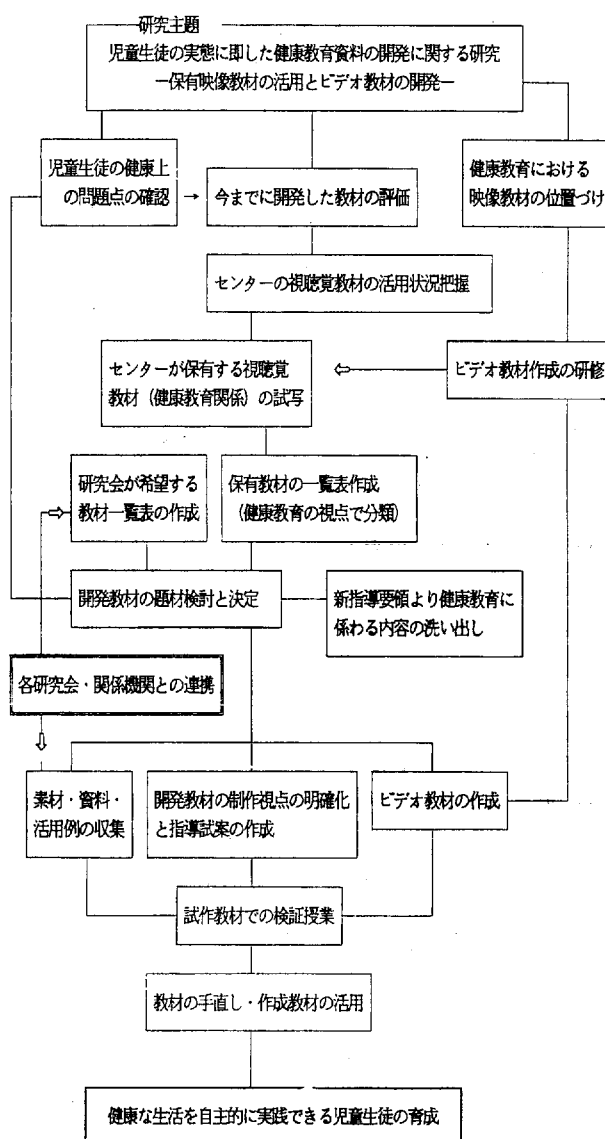 研究主題
児童生徒の実態に即した健康教育資料の開発に関する研究
ー保有映像教材の活用とビデオ教材の開発ー
児童生徒の健康上
の問題点の確認
今までに開発した教材の評価
健康教育における
映像教材の位置づけ
センターの視聴覚教材の活用状況把握
センターが保有する視聴覚
教材（健康教育関係）の試写
ビデオ教材作成の研修
研究会が希望する
教材一覧表の作成
保有教材の一覧表作成
（健康教育の視点で分類）
開発教材の題材検討と決定
新指導要領より健康教育に
係わる内容の洗い出し
各研究会・関係機関との連携
素材・資料・
活用例の収集
開発教材の制作視点の明確化
と指導試案の作成
ビデオ教材の作成
試作教材での検証授業
教材の手直し・作成教材の活用
健康な生活を自主的に実践できる児童生徒の育成